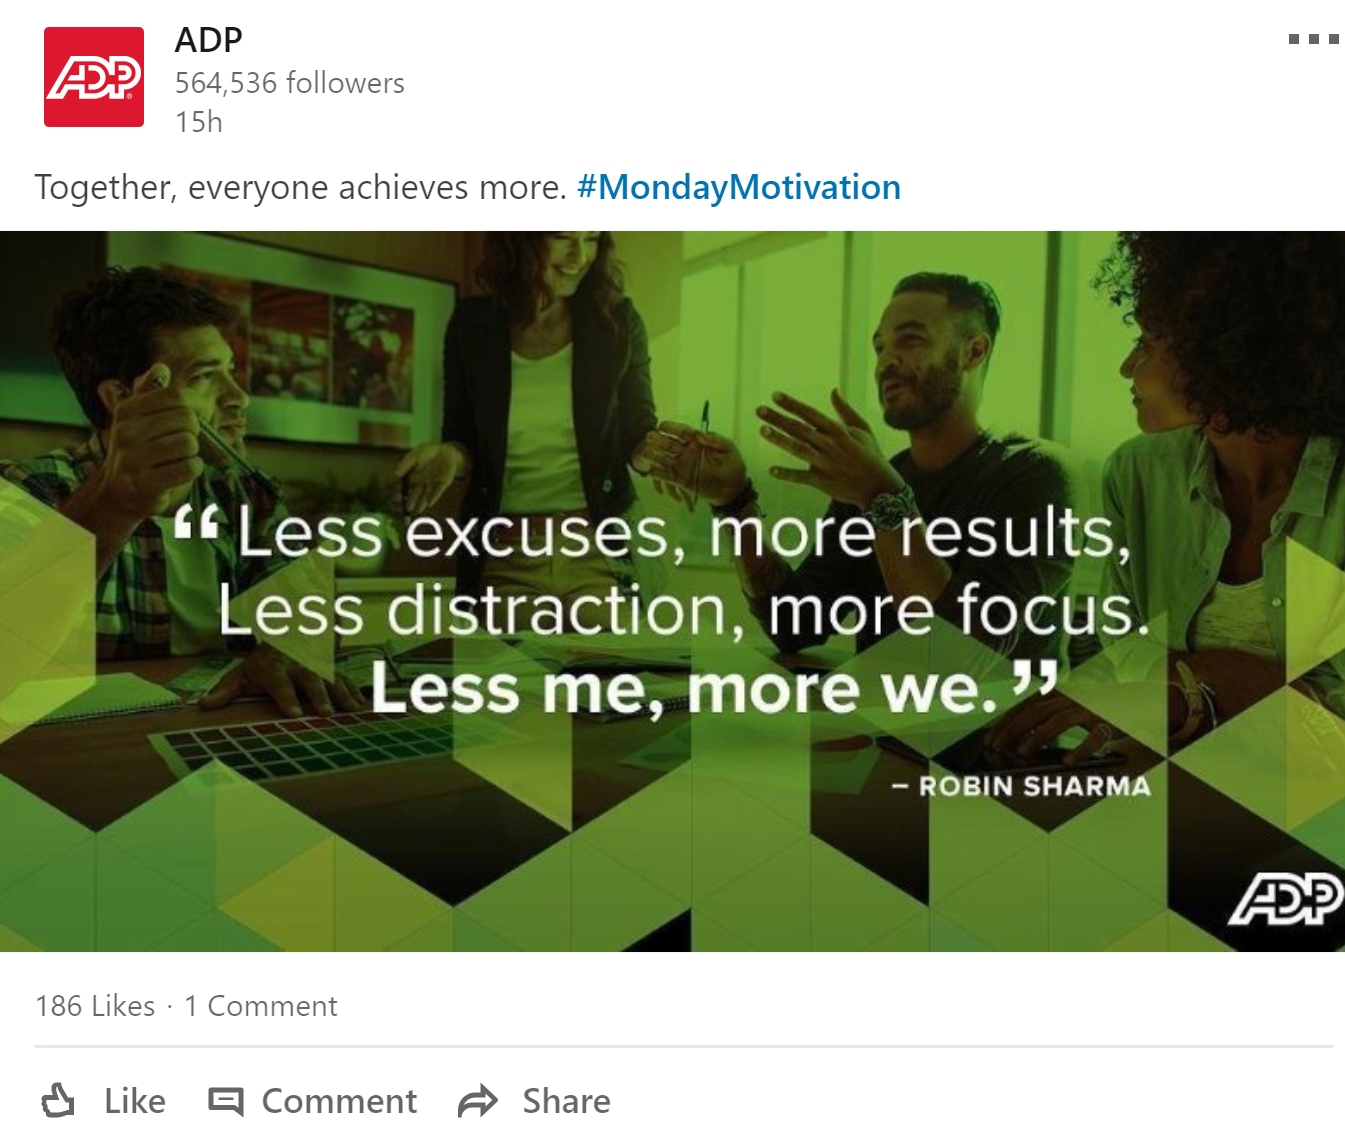 ADP
ADP
564,536 followers
15h
Together, everyone achieves more. #MondayMotivation
“Less excuses, more results,
Less distraction, more focus.
Less me, more we.”
– ROBIN SHARMA
ADP
186 Likes · 1 Comment
Like Comment Share